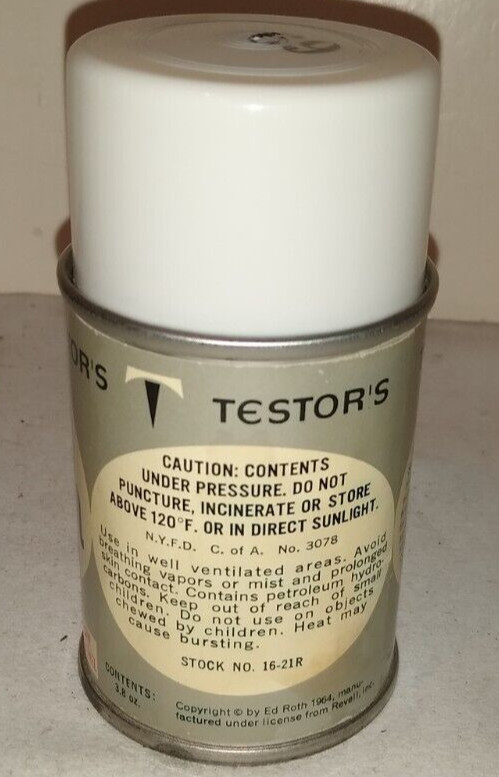 69
OR'S
TESTOR'S
CAUTION: CONTENTS
UNDER PRESSURE. DO NOT
PUNCTURE, INCINERATE OR STORE
ABOVE 120°F. OR IN DIRECT SUNLIGHT.
N.Y.F.D. C. of A. No. 3078
Use in well ventilated areas. Avoid
breathing vapors or mist and prolonged
skin contact. Contains petroleum hydro-
carbons. Keep out of reach of small
children. Do not use on objects
chewed by children. Heat may
cause bursting.
STOCK NO. 16-21R
CONTENTS:
3.8 oz.
Copyright © by Ed Roth 1964, manu-
factured under license from Revell, Inc.